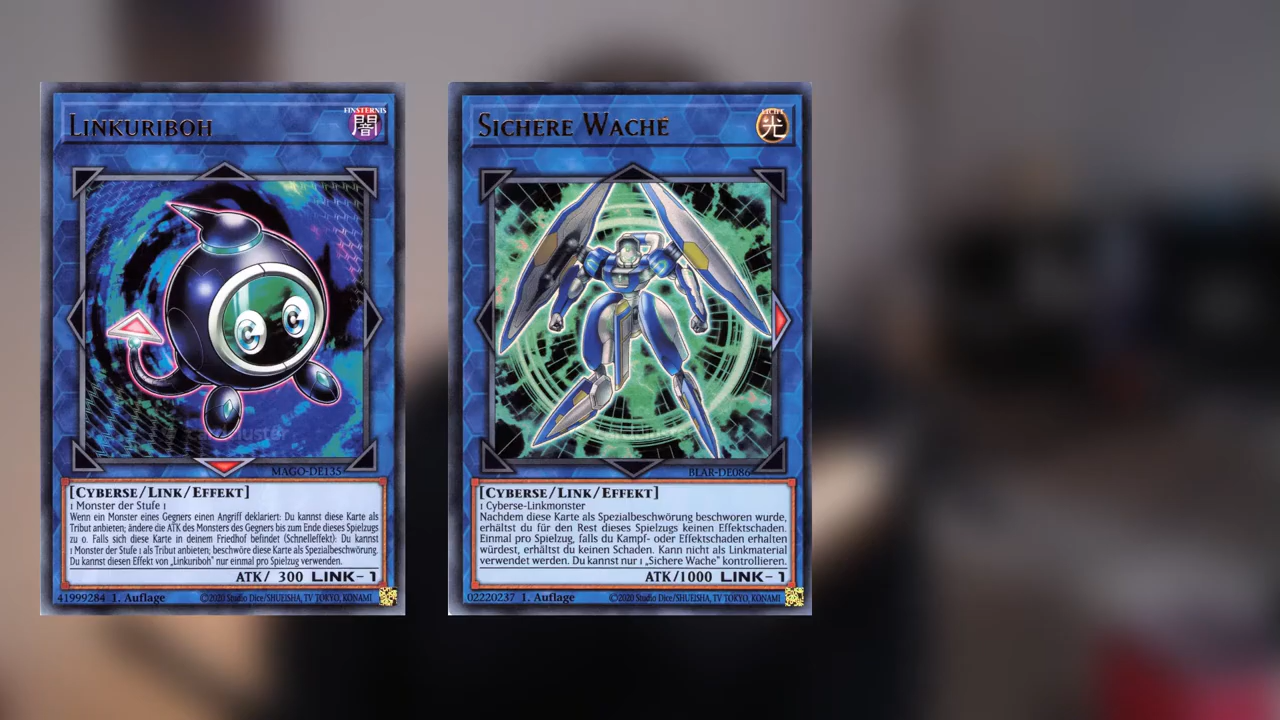 LINKURIBOH
FINSTERNIS
闇
MAGO-DE135
[CYBERSE/LINK/EFFEKT]
1 Monster der Stufe 1
Wenn ein Monster eines Gegners einen Angriff deklariert: Du kannst diese Karte als
Tribut anbieten; ändere die ATK des Monsters des Gegners bis zum Ende dieses Spielzugs
zu 0. Falls sich diese Karte in deinem Friedhof befindet (Schnelleffekt): Du kannst
1 Monster der Stufe 1 als Tribut anbieten; beschwöre diese Karte als Spezialbeschwörung.
Du kannst diesen Effekt von „Linkuriboh" nur einmal pro Spielzug verwenden.
ATK/ 300 LINK-1
41999284 1. Auflage ©2020 Studio Dice/SHUEISHA, TV TOKYO, KONAMI
SICHERE WACHE
LICHT
光
BLAR-DE086
[CYBERSE/LINK/EFFEKT]
1 Cyberse-Linkmonster
Nachdem diese Karte als Spezialbeschwörung beschworen wurde,
erhältst du für den Rest dieses Spielzugs keinen Effektschaden.
Einmal pro Spielzug, falls du Kampf- oder Effektschaden erhalten
würdest, erhältst du keinen Schaden. Kann nicht als Linkmaterial
verwendet werden. Du kannst nur 1 „Sichere Wache" kontrollieren.
ATK/1000 LINK-1
02220237 1. Auflage ©2020 Studio Dice/SHUEISHA, TV TOKYO, KONAMI